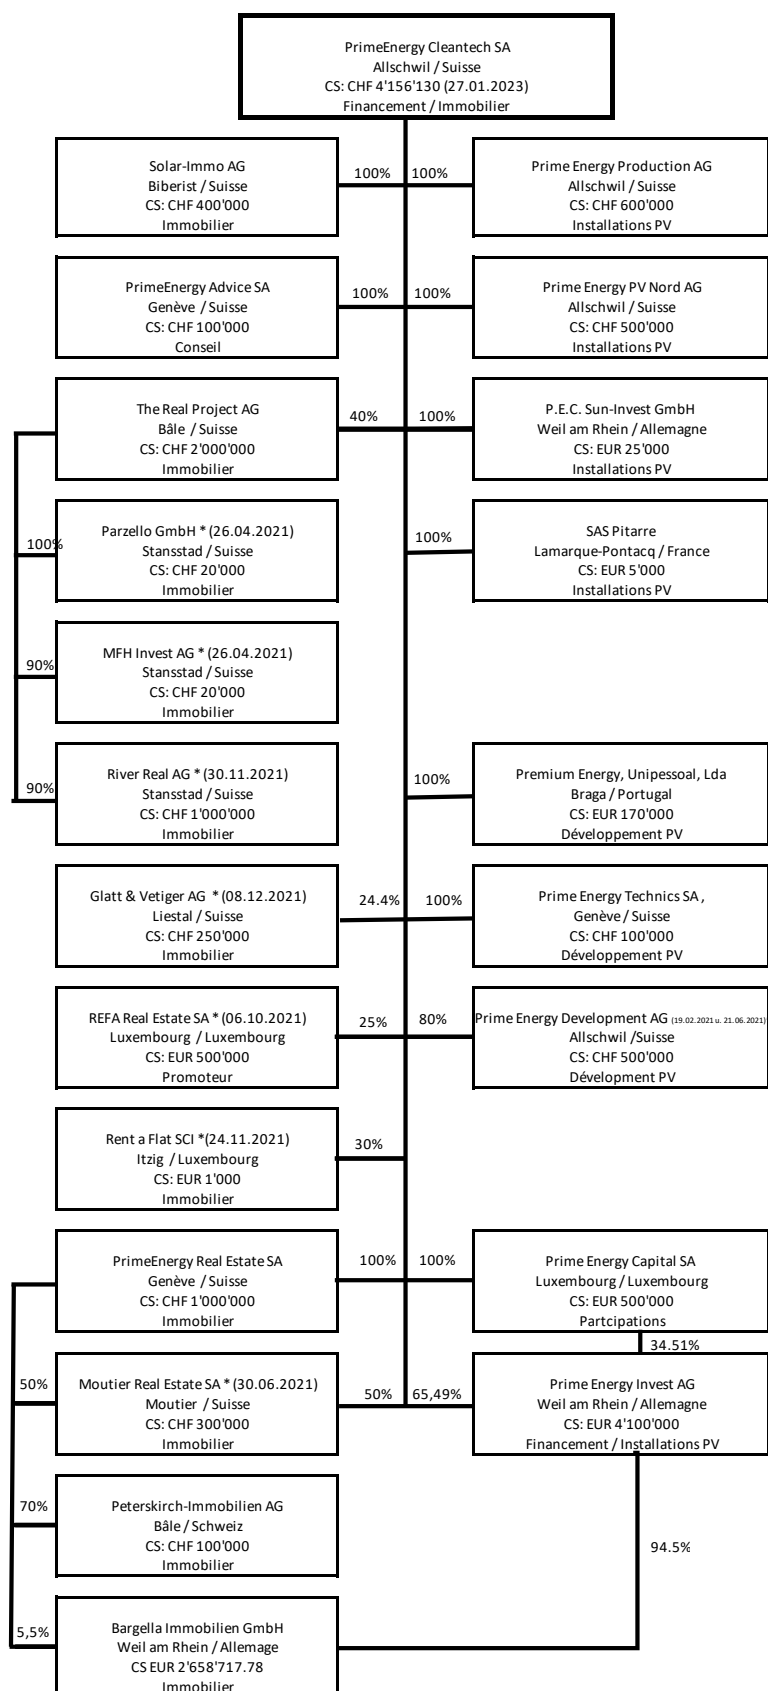 PrimeEnergy Cleantech SA
Allschwil / Suisse
CS: CHF 4'156'130 (27.01.2023)
Financement / Immobilier
Solar-Immo AG
Biberist / Suisse
CS: CHF 400'000
Immobilier
100%
100%
Prime Energy Production AG
Allschwil / Suisse
CS: CHF 600'000
Installations PV
PrimeEnergy Advice SA
Genève / Suisse
CS: CHF 100'000
Conseil
100%
100%
Prime Energy PV Nord AG
Allschwil / Suisse
CS: CHF 500'000
Installations PV
The Real Project AG
Bâle / Suisse
CS: CHF 2'000'000
Immobilier
40%
100%
P.E.C. Sun-Invest GmbH
Weil am Rhein / Allemagne
CS: EUR 25'000
Installations PV
100%
Parzello GmbH * (26.04.2021)
Stansstad / Suisse
CS: CHF 20'000
Immobilier
100%
SAS Pitarre
Lamarque-Pontacq / France
CS: EUR 5'000
Installations PV
90%
MFH Invest AG * (26.04.2021)
Stansstad / Suisse
CS: CHF 20'000
Immobilier
90%
River Real AG * (30.11.2021)
Stansstad / Suisse
CS: CHF 1'000'000
Immobilier
100%
Premium Energy, Unipessoal, Lda
Braga / Portugal
CS: EUR 170'000
Développement PV
Glatt & Vetiger AG * (08.12.2021)
Liestal / Suisse
CS: CHF 250'000
Immobilier
24.4%
100%
Prime Energy Technics SA ,
Genève / Suisse
CS: CHF 100'000
Développement PV
REFA Real Estate SA * (06.10.2021)
Luxembourg / Luxembourg
CS: EUR 500'000
Promoteur
25%
80%
Prime Energy Development AG (19.02.2021 u. 21.06.2021)
Allschwil /Suisse
CS: CHF 500'000
Dévelopment PV
Rent a Flat SCI *(24.11.2021)
Itzig / Luxembourg
CS: EUR 1'000
Immobilier
30%
PrimeEnergy Real Estate SA
Genève / Suisse
CS: CHF 1'000'000
Immobilier
100%
100%
Prime Energy Capital SA
Luxembourg / Luxembourg
CS: EUR 500'000
Partcipations
34.51%
50%
Moutier Real Estate SA * (30.06.2021)
Moutier / Suisse
CS: CHF 300'000
Immobilier
50%
65,49%
Prime Energy Invest AG
Weil am Rhein / Allemagne
CS: EUR 4'100'000
Financement / Installations PV
70%
Peterskirch-Immobilien AG
Bâle / Schweiz
CS: CHF 100'000
Immobilier
94.5%
5,5%
Bargella Immobilien GmbH
Weil am Rhein / Allemage
CS EUR 2'658'717.78
Immobilier